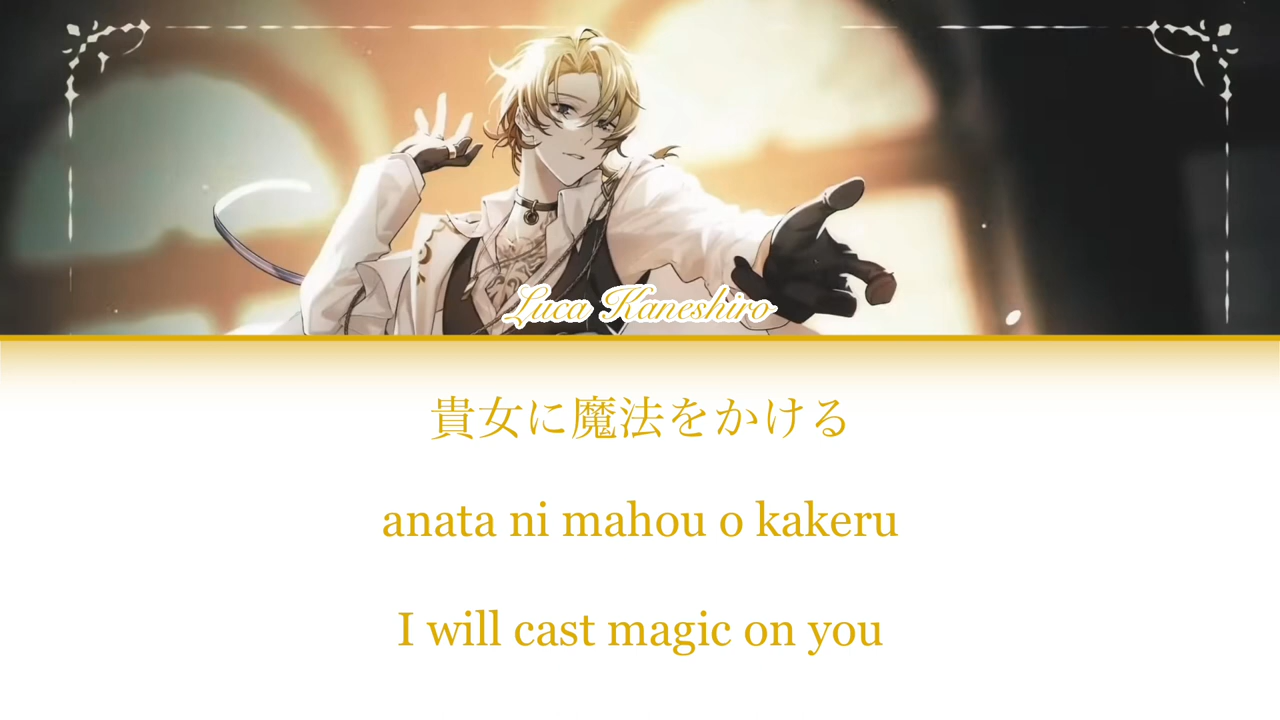 Luca Kaneshiro
貴女に魔法をかける
anata ni mahou o kakeru
I will cast magic on you